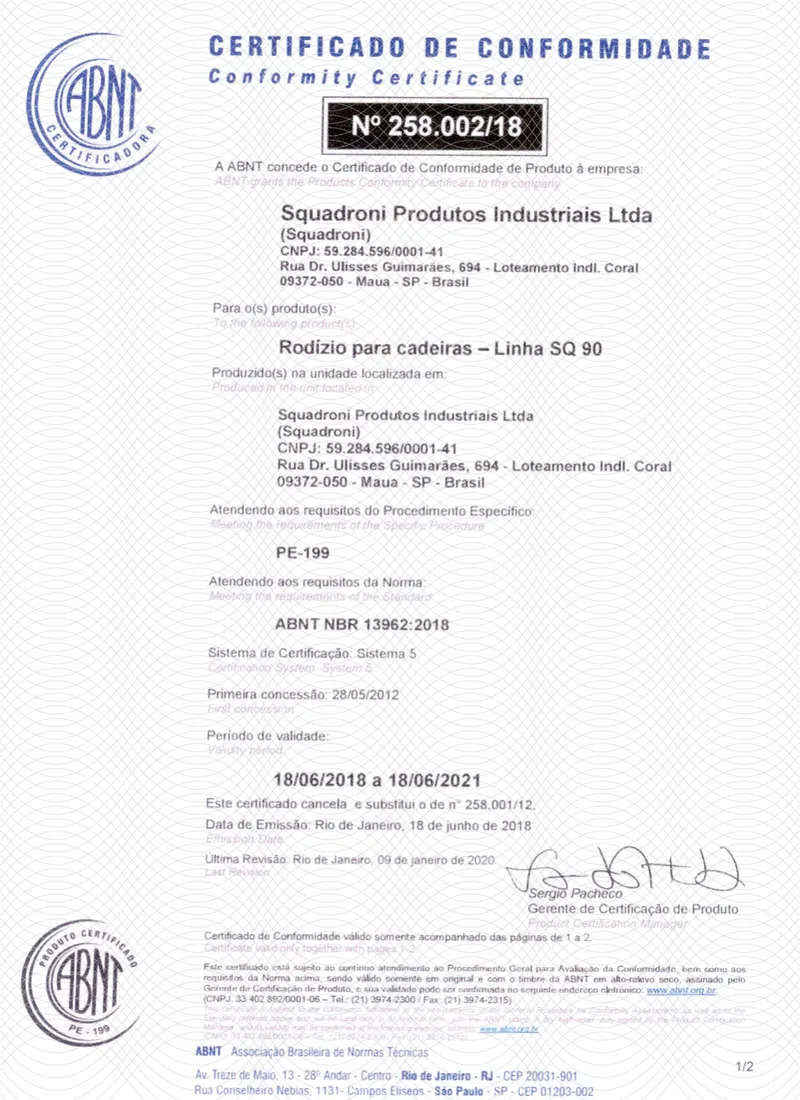 ABNT
CERTIFICADORA
CERTIFICADO DE CONFORMIDADE
Conformity Certificate
Nº 258.002/18
A ABNT concede o Certificado de Conformidade de Produto à empresa:
ABNT grants the Products Conformity Certificate to the company
Squadroni Produtos Industriais Ltda
(Squadroni)
CNPJ: 59.284.596/0001-41
Rua Dr. Ulisses Guimarães, 694 - Loteamento Indl. Coral
09372-050 - Maua - SP - Brasil
Para o(s) produto(s):
To the following product(s)
Rodízio para cadeiras – Linha SQ 90
Produzido(s) na unidade localizada em:
Produced in the unit located in
Squadroni Produtos Industriais Ltda
(Squadroni)
CNPJ: 59.284.596/0001-41
Rua Dr. Ulisses Guimarães, 694 - Loteamento Indl. Coral
09372-050 - Maua - SP - Brasil
Atendendo aos requisitos do Procedimento Específico:
Meeting the requirements of the Specific Procedure
PE-199
Atendendo aos requisitos da Norma:
Meeting the requirements of the Standard
ABNT NBR 13962:2018
Sistema de Certificação: Sistema 5
Certification System: System 5
Primeira concessão: 28/05/2012
First concession
Período de validade:
Validity period
18/06/2018 a 18/06/2021
Este certificado cancela e substitui o de n° 258.001/12.
Data de Emissão: Rio de Janeiro, 18 de junho de 2018
Emission Date
Última Revisão: Rio de Janeiro, 09 de janeiro de 2020
Last Revision
Sergio Pacheco
Gerente de Certificação de Produto
Product Certification Manager
Certificado de Conformidade válido somente acompanhado das páginas de 1 a 2.
Certificate valid only together with pages 1-2
Este certificado está sujeito ao contínuo atendimento ao Procedimento Geral para Avaliação da Conformidade, bem como aos
requisitos da Norma acima, sendo válido somente em original e com o timbre da ABNT em alto-relevo seco, assinado pelo
Gerente de Certificação de Produto, e sua validade pode ser confirmada no seguinte endereço eletrônico: www.abnt.org.br.
(CNPJ. 33.402.892/0001-06 – Tel.: (21) 3974-2300 / Fax: (21) 3974-2315)
www.abnt.org.br
PRODUTO CERTIFICADO
ABNT
PE - 199
ABNT Associação Brasileira de Normas Técnicas
Av. Treze de Maio, 13 - 28º Andar - Centro - Rio de Janeiro - RJ - CEP 20031-901
Rua Conselheiro Nébias, 1131- Campos Elíseos - São Paulo - SP - CEP 01203-002
1/2